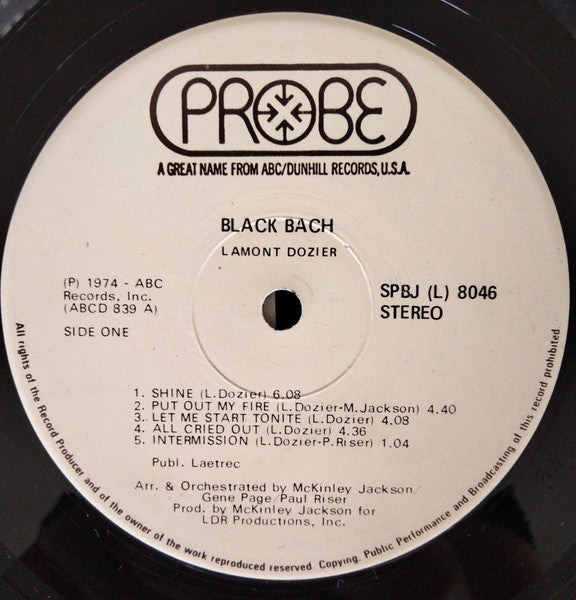 PROBE
A GREAT NAME FROM ABC/DUNHILL RECORDS, U.S.A.
BLACK BACH
LAMONT DOZIER
(P) 1974 - ABC
Records, Inc.
(ABCD 839 A)
SIDE ONE
SPBJ (L) 8046
STEREO
1. SHINE (L.Dozier) 6.08
2. PUT OUT MY FIRE (L.Dozier-M.Jackson) 4.40
3. LET ME START TONITE (L.Dozier) 4.08
4. ALL CRIED OUT (L.Dozier) 4.36
5. INTERMISSION (L.Dozier-P.Riser) 1.04
Publ. Laetrec
Arr. & Orchestrated by McKinley Jackson/
Gene Page/Paul Riser
Prod. by McKinley Jackson for
LDR Productions, Inc.
All rights of the Record Producer and of the owner of the work reproduced reserved. Copying, Public Performance and Broadcasting of this record prohibited